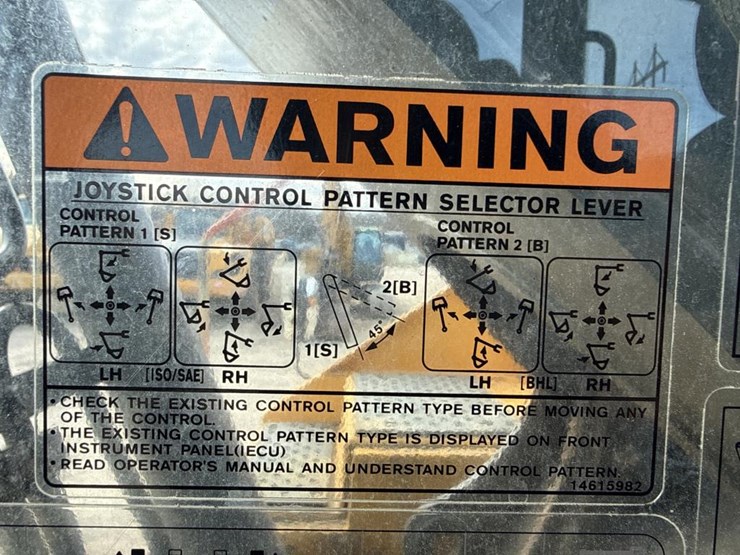 WARNING
JOYSTICK CONTROL PATTERN SELECTOR LEVER
CONTROL
PATTERN 1 [S]
CONTROL
PATTERN 2 [B]
2[B]
45°
1[S]
LH [ISO/SAE] RH
LH [BHL] RH
• CHECK THE EXISTING CONTROL PATTERN TYPE BEFORE MOVING ANY
OF THE CONTROL.
• THE EXISTING CONTROL PATTERN TYPE IS DISPLAYED ON FRONT
INSTRUMENT PANEL(IECU)
• READ OPERATOR'S MANUAL AND UNDERSTAND CONTROL PATTERN.
14615982